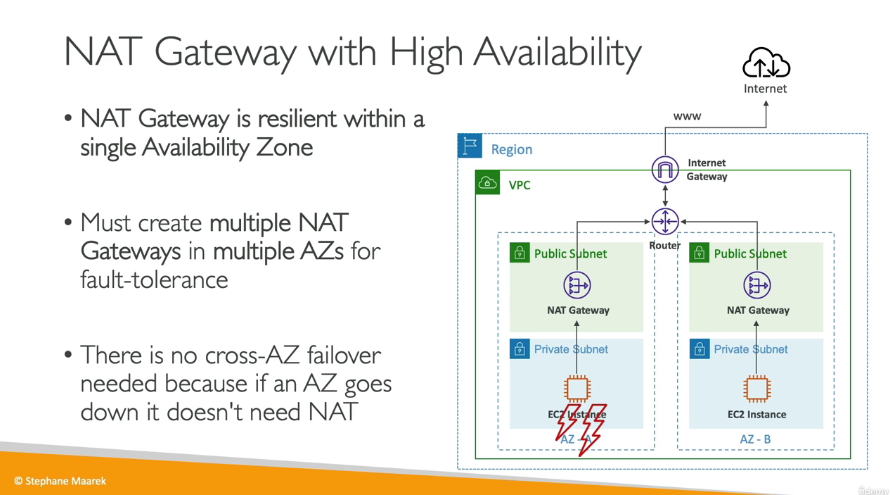 NAT Gateway with High Availability
• NAT Gateway is resilient within a
single Availability Zone
• Must create multiple NAT
Gateways in multiple AZs for
fault-tolerance
• There is no cross-AZ failover
needed because if an AZ goes
down it doesn't need NAT
Internet
www
Region
Internet
Gateway
VPC
Router
Public Subnet
NAT Gateway
Private Subnet
EC2 Instance
AZ - A
Public Subnet
NAT Gateway
Private Subnet
EC2 Instance
AZ - B
© Stephane Maarek
ûdemy